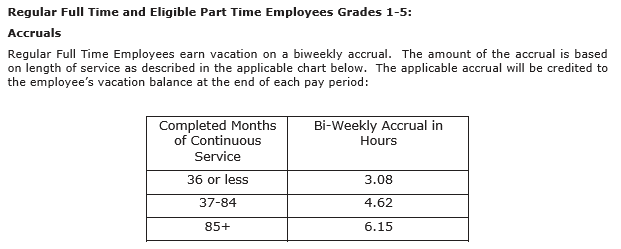 Regular Full Time and Eligible Part Time Employees Grades 1-5:
Accruals
Regular Full Time Employees earn vacation on a biweekly accrual. The amount of the accrual is based
on length of service as described in the applicable chart below. The applicable accrual will be credited to
the employee's vacation balance at the end of each pay period:
Completed Months of Continuous Service
Bi-Weekly Accrual in Hours
36 or less 3.08
37-84 4.62
85+ 6.15